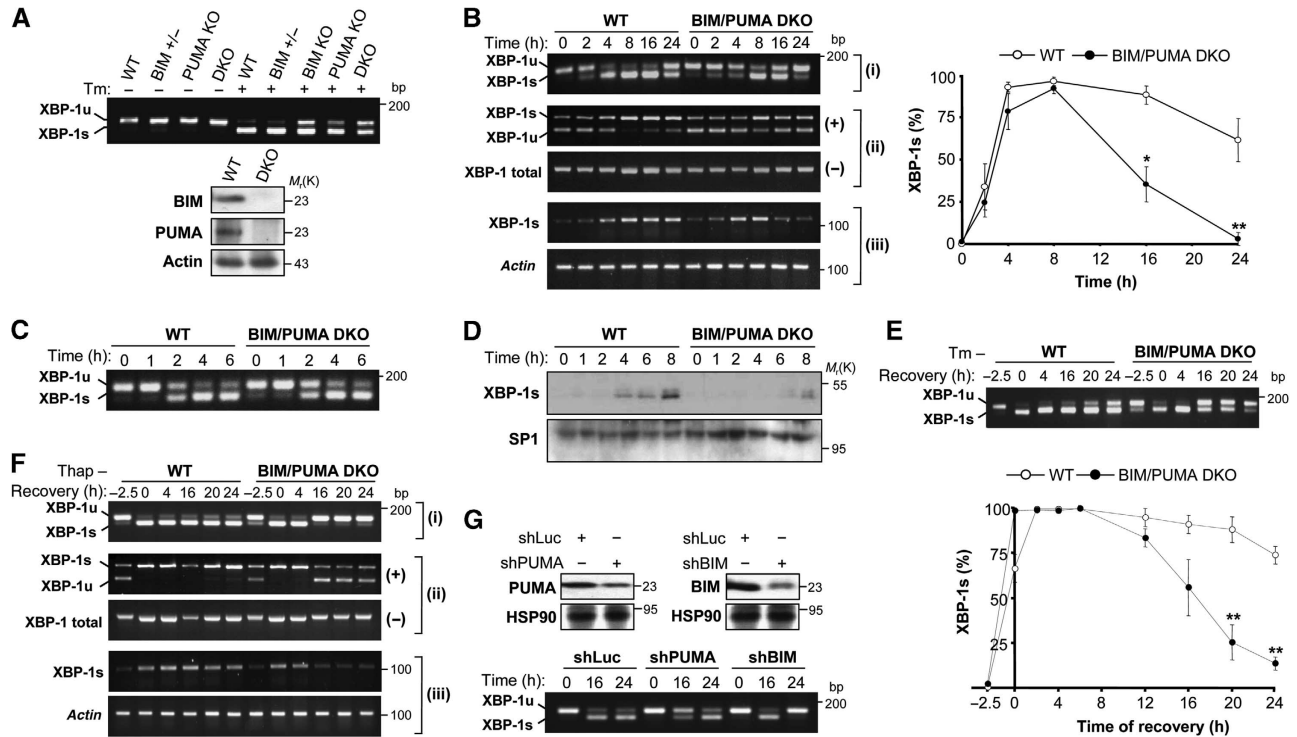 A
WT
BIM +/−
PUMA KO
DKO
WT
BIM +/−
BIM KO
PUMA KO
DKO
Tm: − − − − + + + + + bp
XBP-1u 200
XBP-1s
WT DKO
Mr(K)
BIM 23
PUMA 23
Actin 43
B
WT BIM/PUMA DKO
Time (h): 0 2 4 8 16 24 0 2 4 8 16 24 bp
XBP-1u 200
XBP-1s (i)
XBP-1s (+)
XBP-1u
(ii)
XBP-1 total (−)
XBP-1s 100
(iii)
Actin 100
WT BIM/PUMA DKO
100
75
50
25
0
XBP-1s (%)
*
**
0 4 8 12 16 20 24
Time (h)
C
WT BIM/PUMA DKO
Time (h): 0 1 2 4 6 0 1 2 4 6
XBP-1u 200
XBP-1s
D
WT BIM/PUMA DKO
Time (h): 0 1 2 4 6 8 0 1 2 4 6 8 Mr(K)
XBP-1s 55
SP1 95
E
Tm – WT BIM/PUMA DKO
Recovery (h): −2.5 0 4 16 20 24 −2.5 0 4 16 20 24 bp
XBP-1u 200
XBP-1s
WT BIM/PUMA DKO
100
75
50
25
XBP-1s (%)
**
**
−2.5 0 4 8 12 16 20 24
Time of recovery (h)
F
Thap – WT BIM/PUMA DKO
Recovery (h): −2.5 0 4 16 20 24 −2.5 0 4 16 20 24 bp
XBP-1u 200
XBP-1s (i)
XBP-1s (+)
XBP-1u
(ii)
XBP-1 total (−)
XBP-1s 100
(iii)
Actin 100
G
shLuc + −
shPUMA − +
PUMA 23
HSP90 95
shLuc + −
shBIM − +
BIM 23
HSP90 95
shLuc shPUMA shBIM
Time (h): 0 16 24 0 16 24 0 16 24 bp
XBP-1u 200
XBP-1s